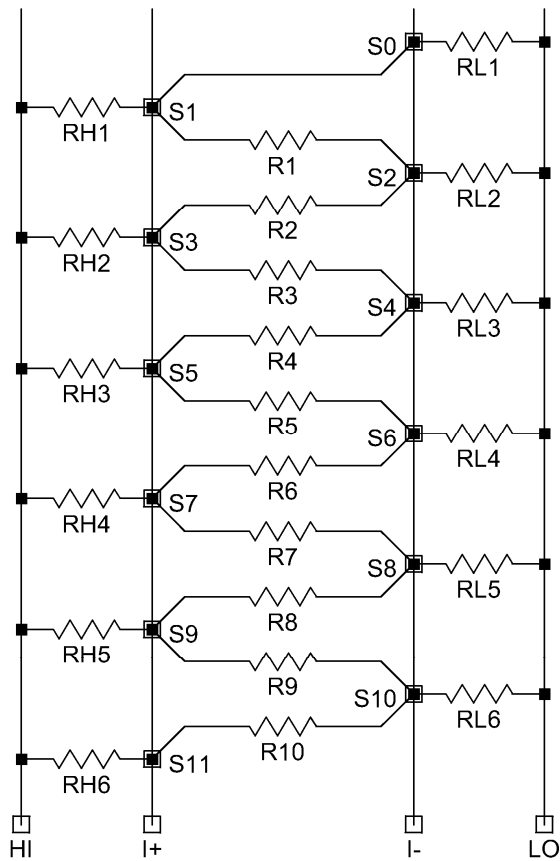 S0
RL1
S1
RH1
R1
S2
RL2
R2
S3
RH2
R3
S4
RL3
R4
S5
RH3
R5
S6
RL4
R6
S7
RH4
R7
S8
RL5
R8
S9
RH5
R9
S10
RL6
R10
S11
RH6
HI I+ I- LO